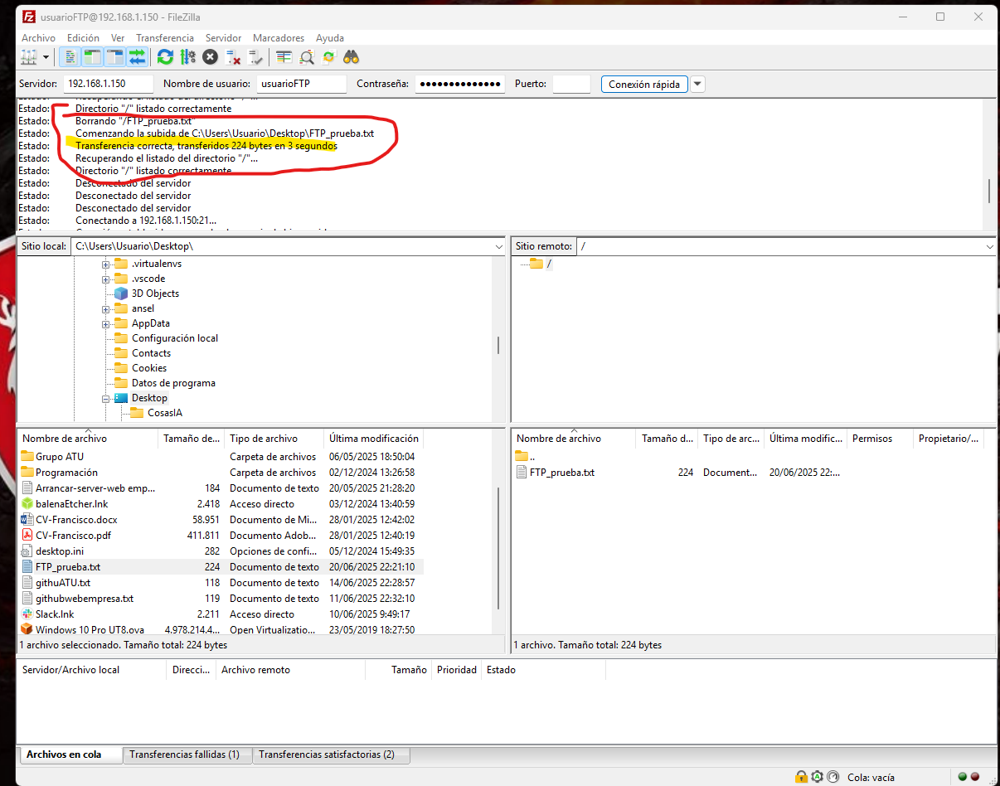 usuarioFTP@192.168.1.150 - FileZilla
Archivo Edición Ver Transferencia Servidor Marcadores Ayuda
Servidor: 192.168.1.150 Nombre de usuario: usuarioFTP Contraseña: ●●●●●●●●●●●●●● Puerto: Conexión rápida
Estado: Directorio "/" listado correctamente
Estado: Borrando "/FTP_prueba.txt"
Estado: Comenzando la subida de C:\Users\Usuario\Desktop\FTP_prueba.txt
Estado: Transferencia correcta, transferidos 224 bytes en 3 segundos
Estado: Recuperando el listado del directorio "/"...
Estado: Directorio "/" listado correctamente
Estado: Desconectado del servidor
Estado: Desconectado del servidor
Estado: Desconectado del servidor
Estado: Conectando a 192.168.1.150:21...
Sitio local: C:\Users\Usuario\Desktop\
.virtualenvs
.vscode
3D Objects
ansel
AppData
Configuración local
Contacts
Cookies
Datos de programa
Desktop
CosasIA
Sitio remoto: /
/
Nombre de archivo Tamaño de... Tipo de archivo Última modificación
Grupo ATU Carpeta de archivos 06/05/2025 18:50:04
Programación Carpeta de archivos 02/12/2024 13:26:58
Arrancar-server-web emp... 184 Documento de texto 20/05/2025 21:28:20
balenaEtcher.lnk 2.418 Acceso directo 03/12/2024 13:40:59
CV-Francisco.docx 58.951 Documento de Mi... 28/01/2025 12:42:02
CV-Francisco.pdf 411.811 Documento Adob... 28/01/2025 12:40:19
desktop.ini 282 Opciones de confi... 05/12/2024 15:49:35
FTP_prueba.txt 224 Documento de texto 20/06/2025 22:21:10
githuATU.txt 118 Documento de texto 14/06/2025 22:28:57
githubwebempresa.txt 119 Documento de texto 11/06/2025 22:32:10
Slack.lnk 2.211 Acceso directo 10/06/2025 9:49:17
Windows 10 Pro UT8.ova 4.978.214.4... Open Virtualizatio... 23/05/2019 18:27:50
1 archivo seleccionado. Tamaño total: 224 bytes
Nombre de archivo Tamaño d... Tipo de arc... Última modific... Permisos Propietario/...
..
FTP_prueba.txt 224 Document... 20/06/2025 22:...
1 archivo. Tamaño total: 224 bytes
Servidor/Archivo local Direcci... Archivo remoto Tamaño Prioridad Estado
Archivos en cola Transferencias fallidas (1) Transferencias satisfactorias (2)
Cola: vacía